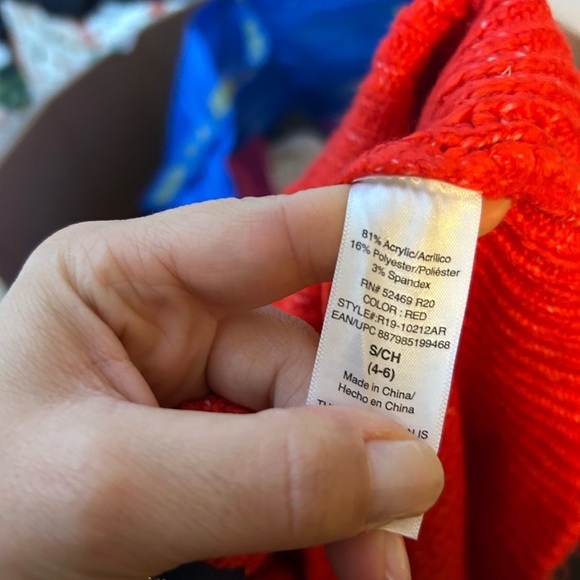 81% Acrylic/Acrílico
16% Polyester/Poliéster
3% Spandex
RN# 52469 R20
COLOR : RED
STYLE#:R19-10212AR
EAN/UPC 887985199468
S/CH
(4-6)
Made in China/
Hecho en China